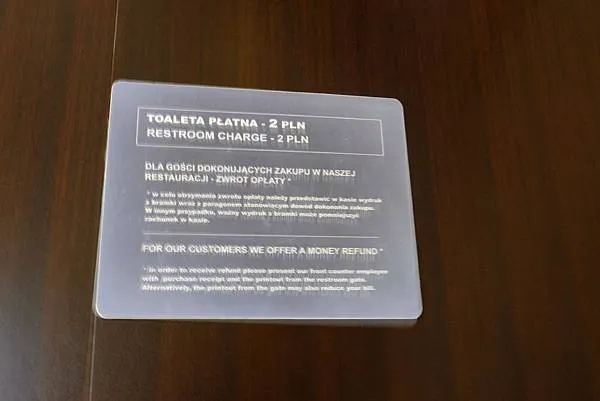 TOALETA PŁATNA - 2 PLN
RESTROOM CHARGE - 2 PLN
DLA GOŚCI DOKONUJĄCYCH ZAKUPU W NASZEJ
RESTAURACJI - ZWROT OPŁATY *
* w celu otrzymania zwrotu opłaty należy przedstawić w kasie wydruk
z bramki wraz z paragonem stanowiącym dowód dokonania zakupu.
W innym przypadku, ważny wydruk z bramki może pomniejszyć
rachunek w kasie.
FOR OUR CUSTOMERS WE OFFER A MONEY REFUND *
* in order to receive refund please present our front counter employee
with purchase receipt and the printout from the restroom gate.
Alternatively, the printout from the gate may also reduce your bill.